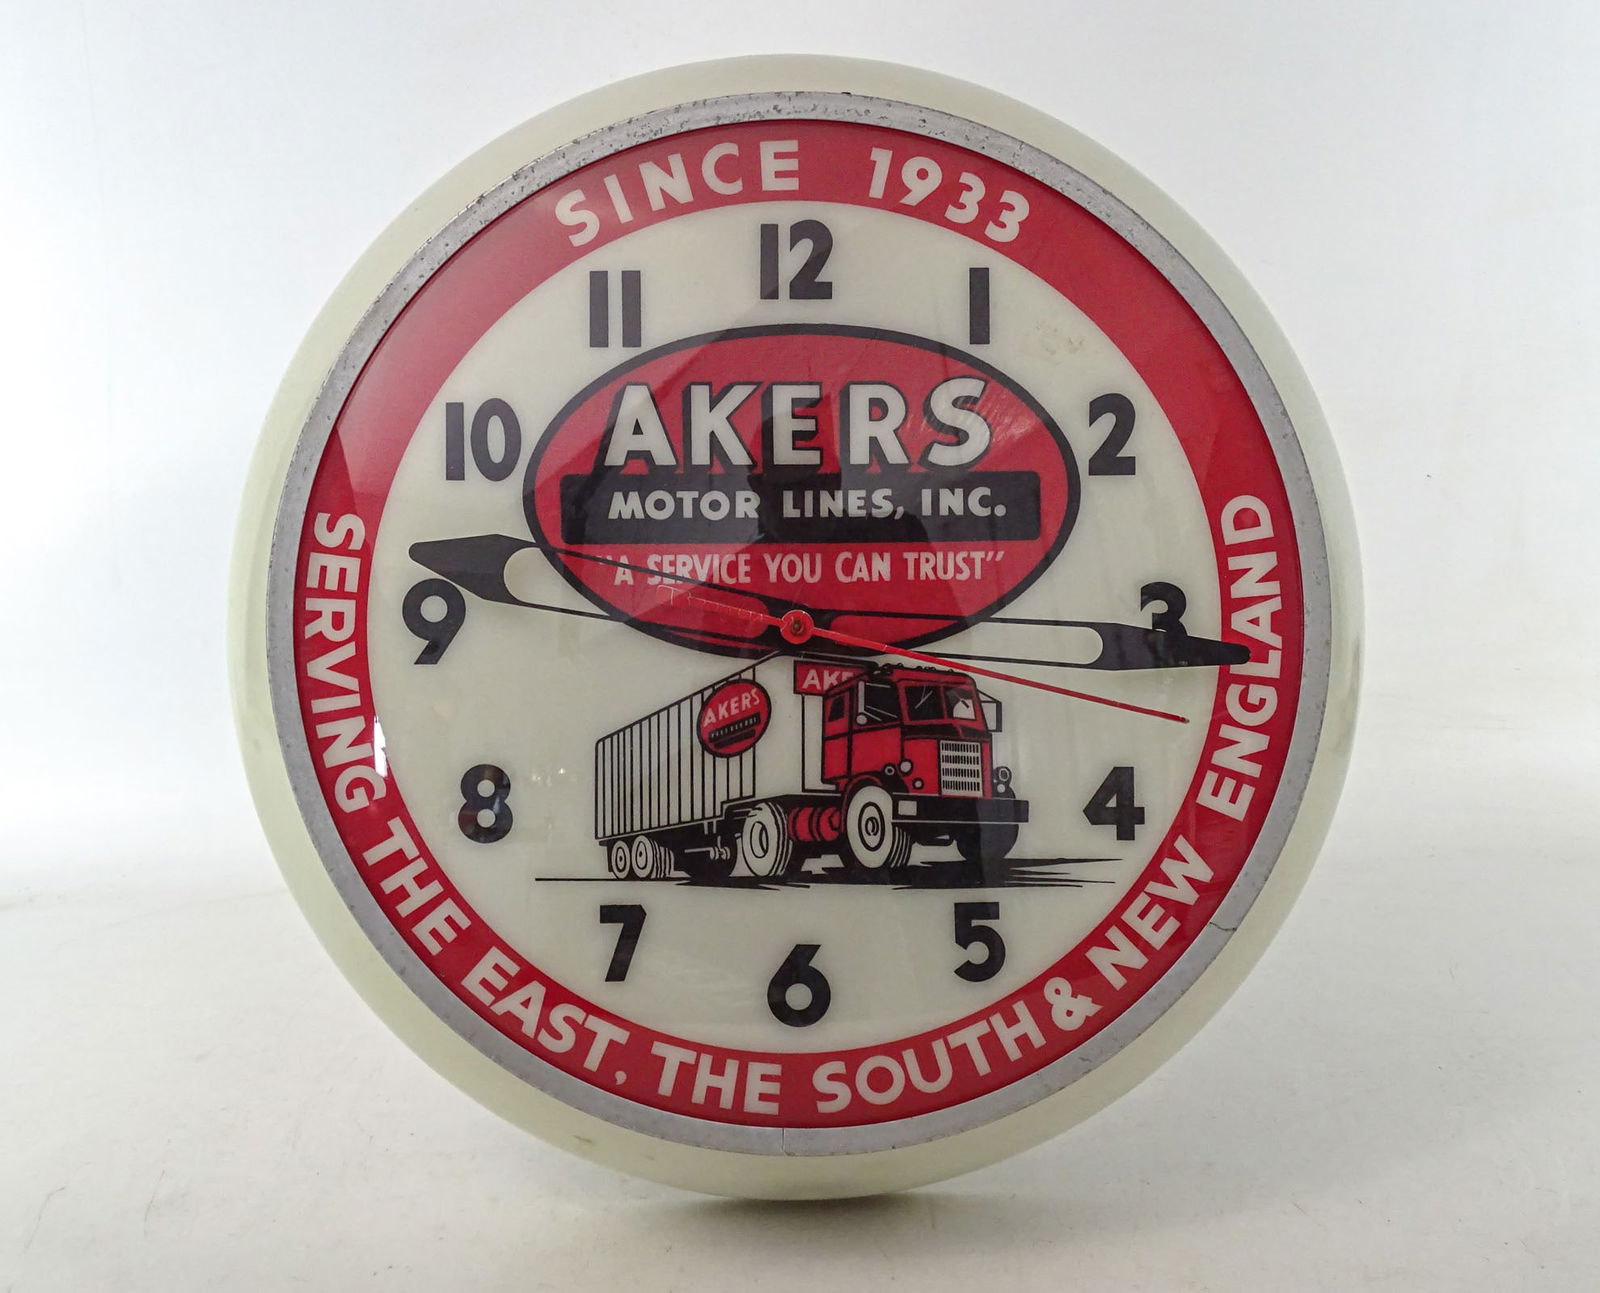 SINCE 1933
12
11
1
10
2
AKERS
MOTOR LINES, INC.
"A SERVICE YOU CAN TRUST"
9
3
AKERS
8
4
7
5
6
SERVING THE EAST, THE SOUTH & NEW ENGLAND